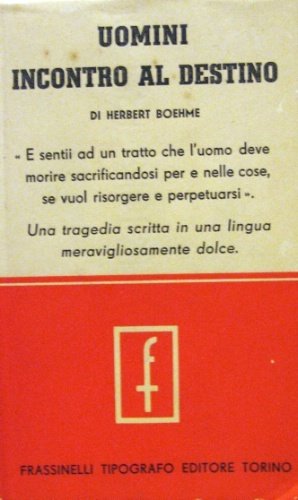 UOMINI
INCONTRO AL DESTINO
DI HERBERT BOEHME
« E sentii ad un tratto che l'uomo deve
morire sacrificandosi per e nelle cose,
se vuol risorgere e perpetuarsi ».
Una tragedia scritta in una lingua
meravigliosamente dolce.
f
FRASSINELLI TIPOGRAFO EDITORE TORINO